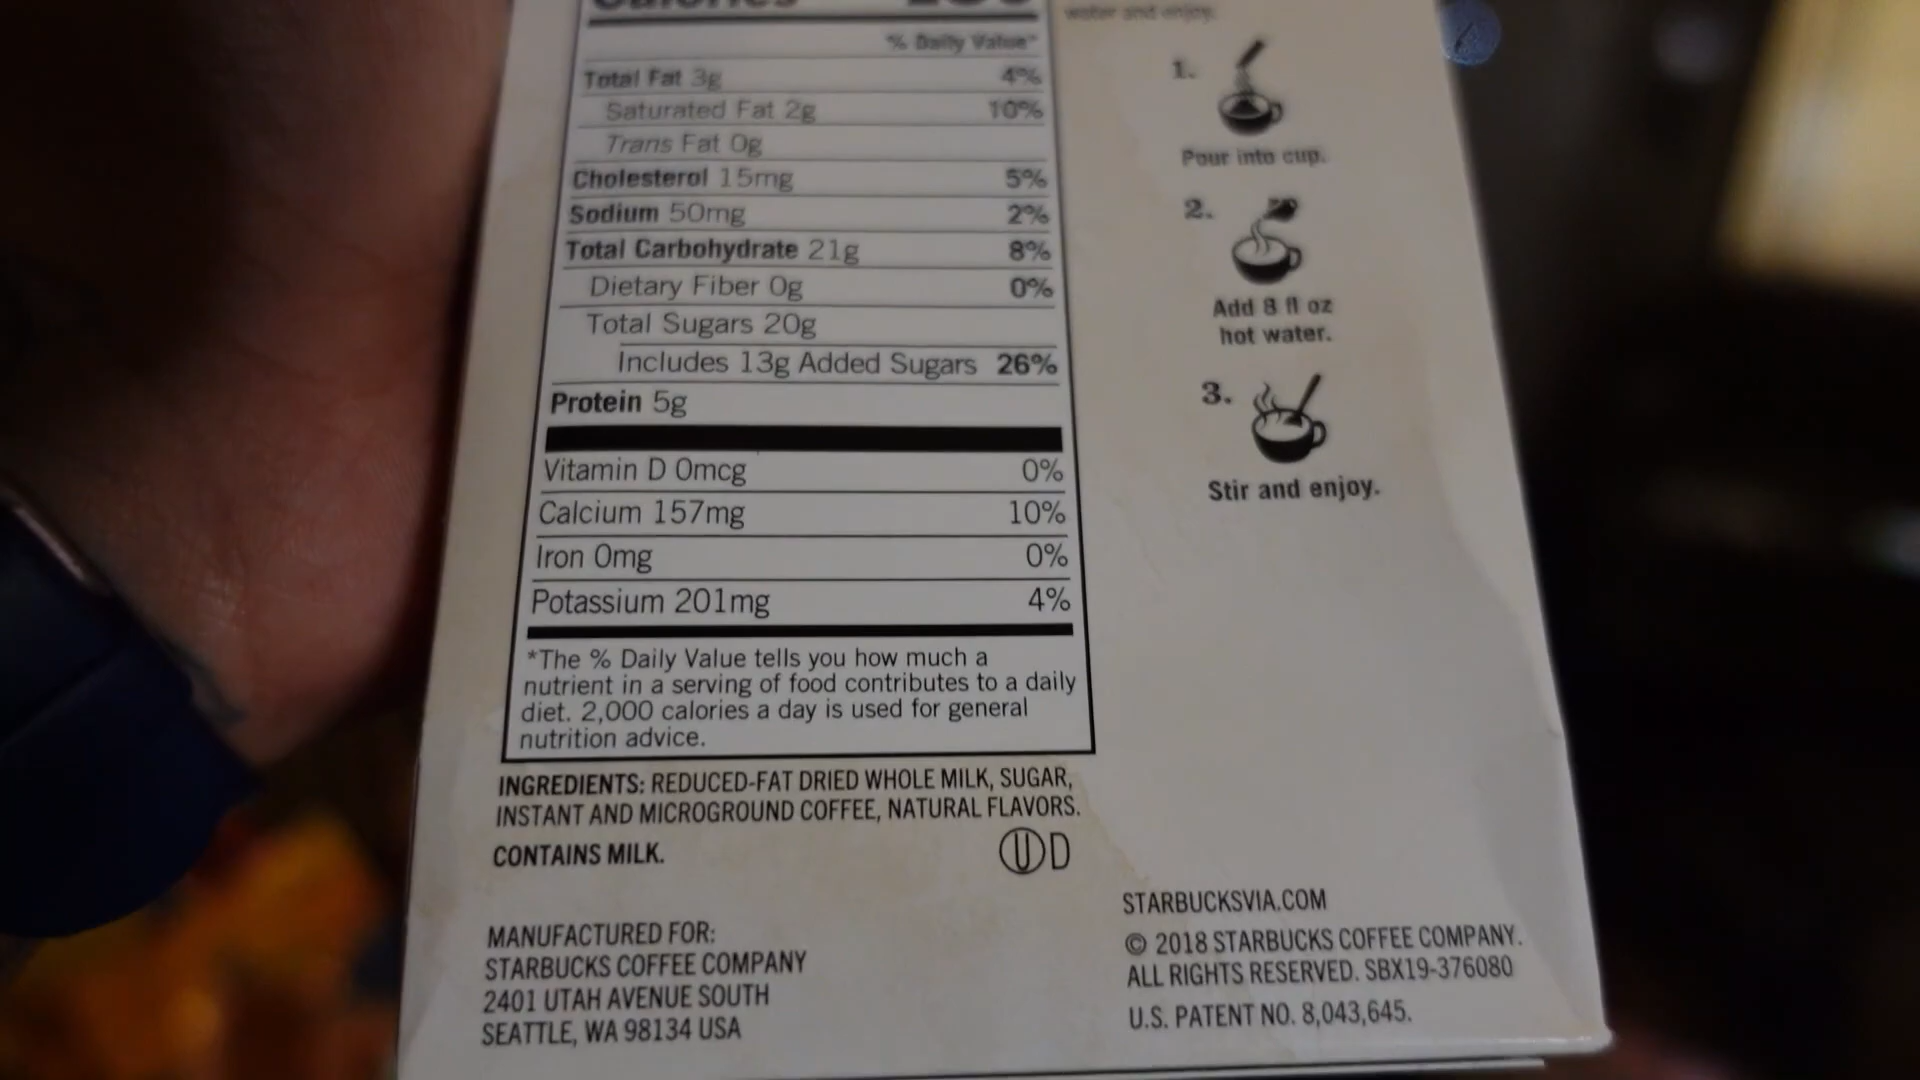 Calories
water and enjoy.
% Daily Value*
Total Fat 3g 4%
Saturated Fat 2g 10%
Trans Fat 0g
Cholesterol 15mg 5%
Sodium 50mg 2%
Total Carbohydrate 21g 8%
Dietary Fiber 0g 0%
Total Sugars 20g
Includes 13g Added Sugars 26%
Protein 5g
Vitamin D 0mcg 0%
Calcium 157mg 10%
Iron 0mg 0%
Potassium 201mg 4%
*The % Daily Value tells you how much a
nutrient in a serving of food contributes to a daily
diet. 2,000 calories a day is used for general
nutrition advice.
INGREDIENTS: REDUCED-FAT DRIED WHOLE MILK, SUGAR,
INSTANT AND MICROGROUND COFFEE, NATURAL FLAVORS.
CONTAINS MILK.
Ⓤ D
MANUFACTURED FOR:
STARBUCKS COFFEE COMPANY
2401 UTAH AVENUE SOUTH
SEATTLE, WA 98134 USA
1.
Pour into cup.
2.
Add 8 fl oz
hot water.
3.
Stir and enjoy.
STARBUCKSVIA.COM
© 2018 STARBUCKS COFFEE COMPANY.
ALL RIGHTS RESERVED. SBX19-376080
U.S. PATENT NO. 8,043,645.